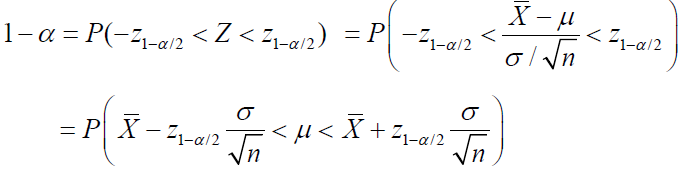 1−α = P(−z_{1−α/2} < Z < z_{1−α/2}) = P(−z_{1−α/2} < (X̄ − μ)/(σ / √n) < z_{1−α/2})
= P(X̄ − z_{1−α/2} σ/√n < μ < X̄ + z_{1−α/2} σ/√n)